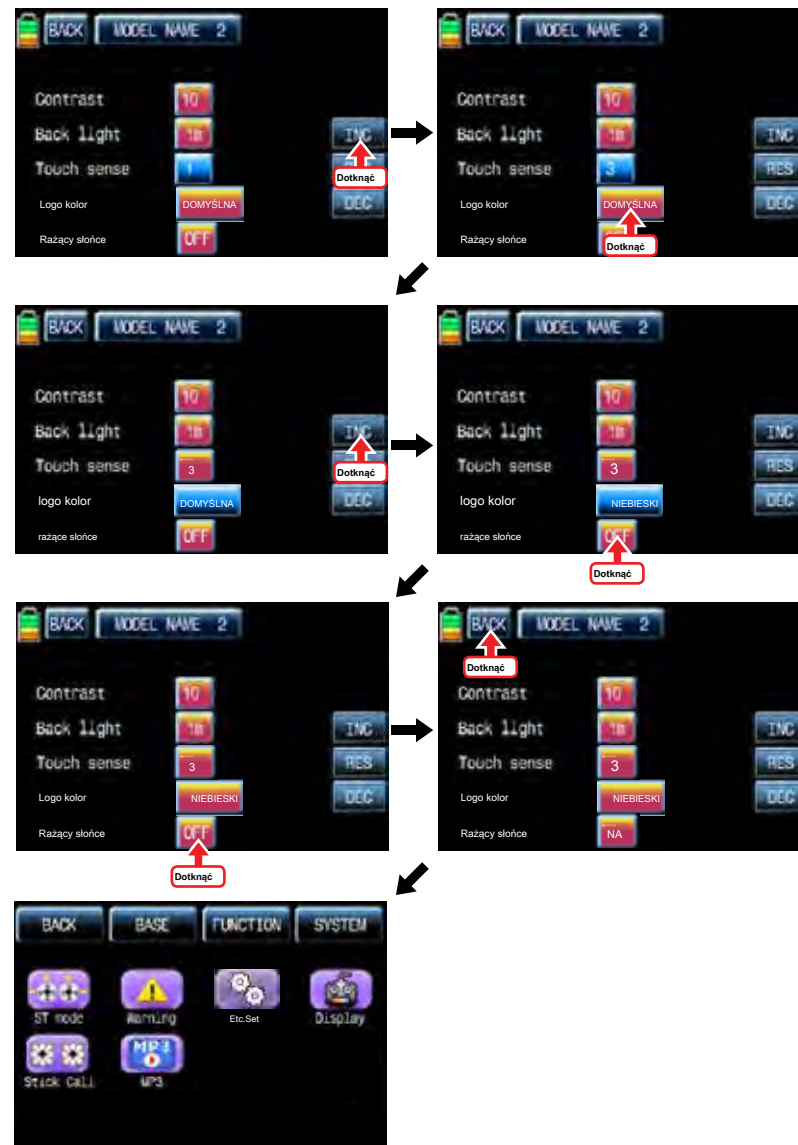 BACK MODEL NAME 2
Contrast 10
Back light 1m INC
Touch sense 1
Dotknąć
Logo kolor DOMYŚLNA DEC
Rażący słońce OFF
BACK MODEL NAME 2
Contrast 10
Back light 1m INC
Touch sense 3 RES
Logo kolor DOMYŚLNA DEC
Rażący słońce
Dotknąć
BACK MODEL NAME 2
Contrast 10
Back light 1m INC
Touch sense 3
Dotknąć
logo kolor DOMYŚLNA DEC
rażące słońce OFF
BACK MODEL NAME 2
Contrast 10
Back light 1m INC
Touch sense 3 RES
logo kolor NIEBIESKI DEC
rażące słońce OFF
Dotknąć
BACK MODEL NAME 2
Contrast 10
Back light 1m INC
Touch sense 3 RES
Logo kolor NIEBIESKI DEC
Rażący słońce OFF
Dotknąć
BACK MODEL NAME 2
Dotknąć
Contrast 10
Back light 1m INC
Touch sense 3 RES
Logo kolor NIEBIESKI DEC
Rażący słońce NA
BACK BASE FUNCTION SYSTEM
MP3
ST mode Warning Etc.Set Display
Stick Cali MP3